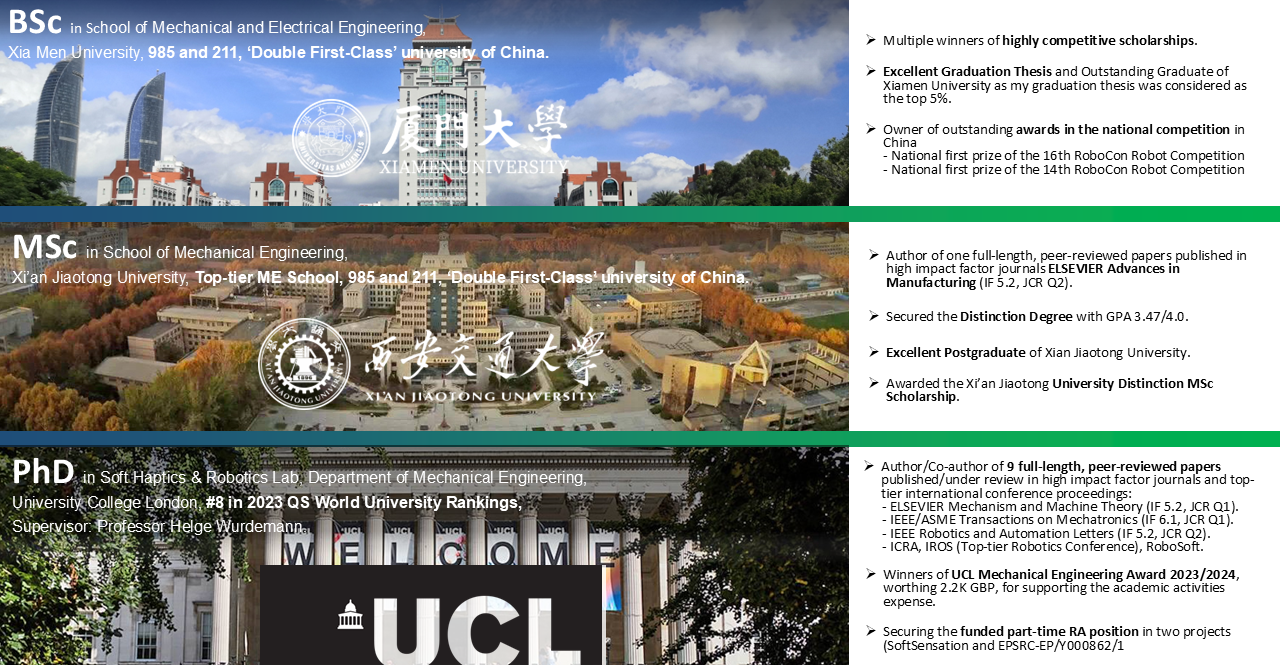 BSc in School of Mechanical and Electrical Engineering,
Xia Men University, 985 and 211, ‘Double First-Class’ university of China.
廈門大學
XIAMEN UNIVERSITY
➢ Multiple winners of highly competitive scholarships.
➢ Excellent Graduation Thesis and Outstanding Graduate of
Xiamen University as my graduation thesis was considered as
the top 5%.
➢ Owner of outstanding awards in the national competition in
China
- National first prize of the 16th RoboCon Robot Competition
- National first prize of the 14th RoboCon Robot Competition
MSc in School of Mechanical Engineering,
Xi’an Jiaotong University, Top-tier ME School, 985 and 211, ‘Double First-Class’ university of China.
西安交通大学
XI'AN JIAOTONG UNIVERSITY
1896
➢ Author of one full-length, peer-reviewed papers published in
high impact factor journals ELSEVIER Advances in
Manufacturing (IF 5.2, JCR Q2).
➢ Secured the Distinction Degree with GPA 3.47/4.0.
➢ Excellent Postgraduate of Xian Jiaotong University.
➢ Awarded the Xi’an Jiaotong University Distinction MSc
Scholarship.
PhD in Soft Haptics & Robotics Lab, Department of Mechanical Engineering,
University College London, #8 in 2023 QS World University Rankings,
Supervisor: Professor Helge Wurdemann
WELCOME
UCL
➢ Author/Co-author of 9 full-length, peer-reviewed papers
published/under review in high impact factor journals and top-
tier international conference proceedings:
- ELSEVIER Mechanism and Machine Theory (IF 5.2, JCR Q1).
- IEEE/ASME Transactions on Mechatronics (IF 6.1, JCR Q1).
- IEEE Robotics and Automation Letters (IF 5.2, JCR Q2).
- ICRA, IROS (Top-tier Robotics Conference), RoboSoft.
➢ Winners of UCL Mechanical Engineering Award 2023/2024,
worthing 2.2K GBP, for supporting the academic activities
expense.
➢ Securing the funded part-time RA position in two projects
(SoftSensation and EPSRC-EP/Y000862/1